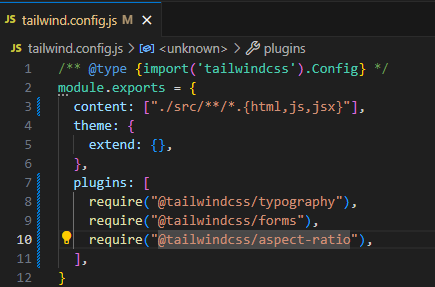 JS tailwind.config.js M ×
JS tailwind.config.js > <unknown> > plugins
1 /** @type {import('tailwindcss').Config} */
2 module.exports = {
3 content: ["./src/**/*.{html,js,jsx}"],
4 theme: {
5 extend: {},
6 },
7 plugins: [
8 require("@tailwindcss/typography"),
9 require("@tailwindcss/forms"),
10 require("@tailwindcss/aspect-ratio"),
11 ],
12 }